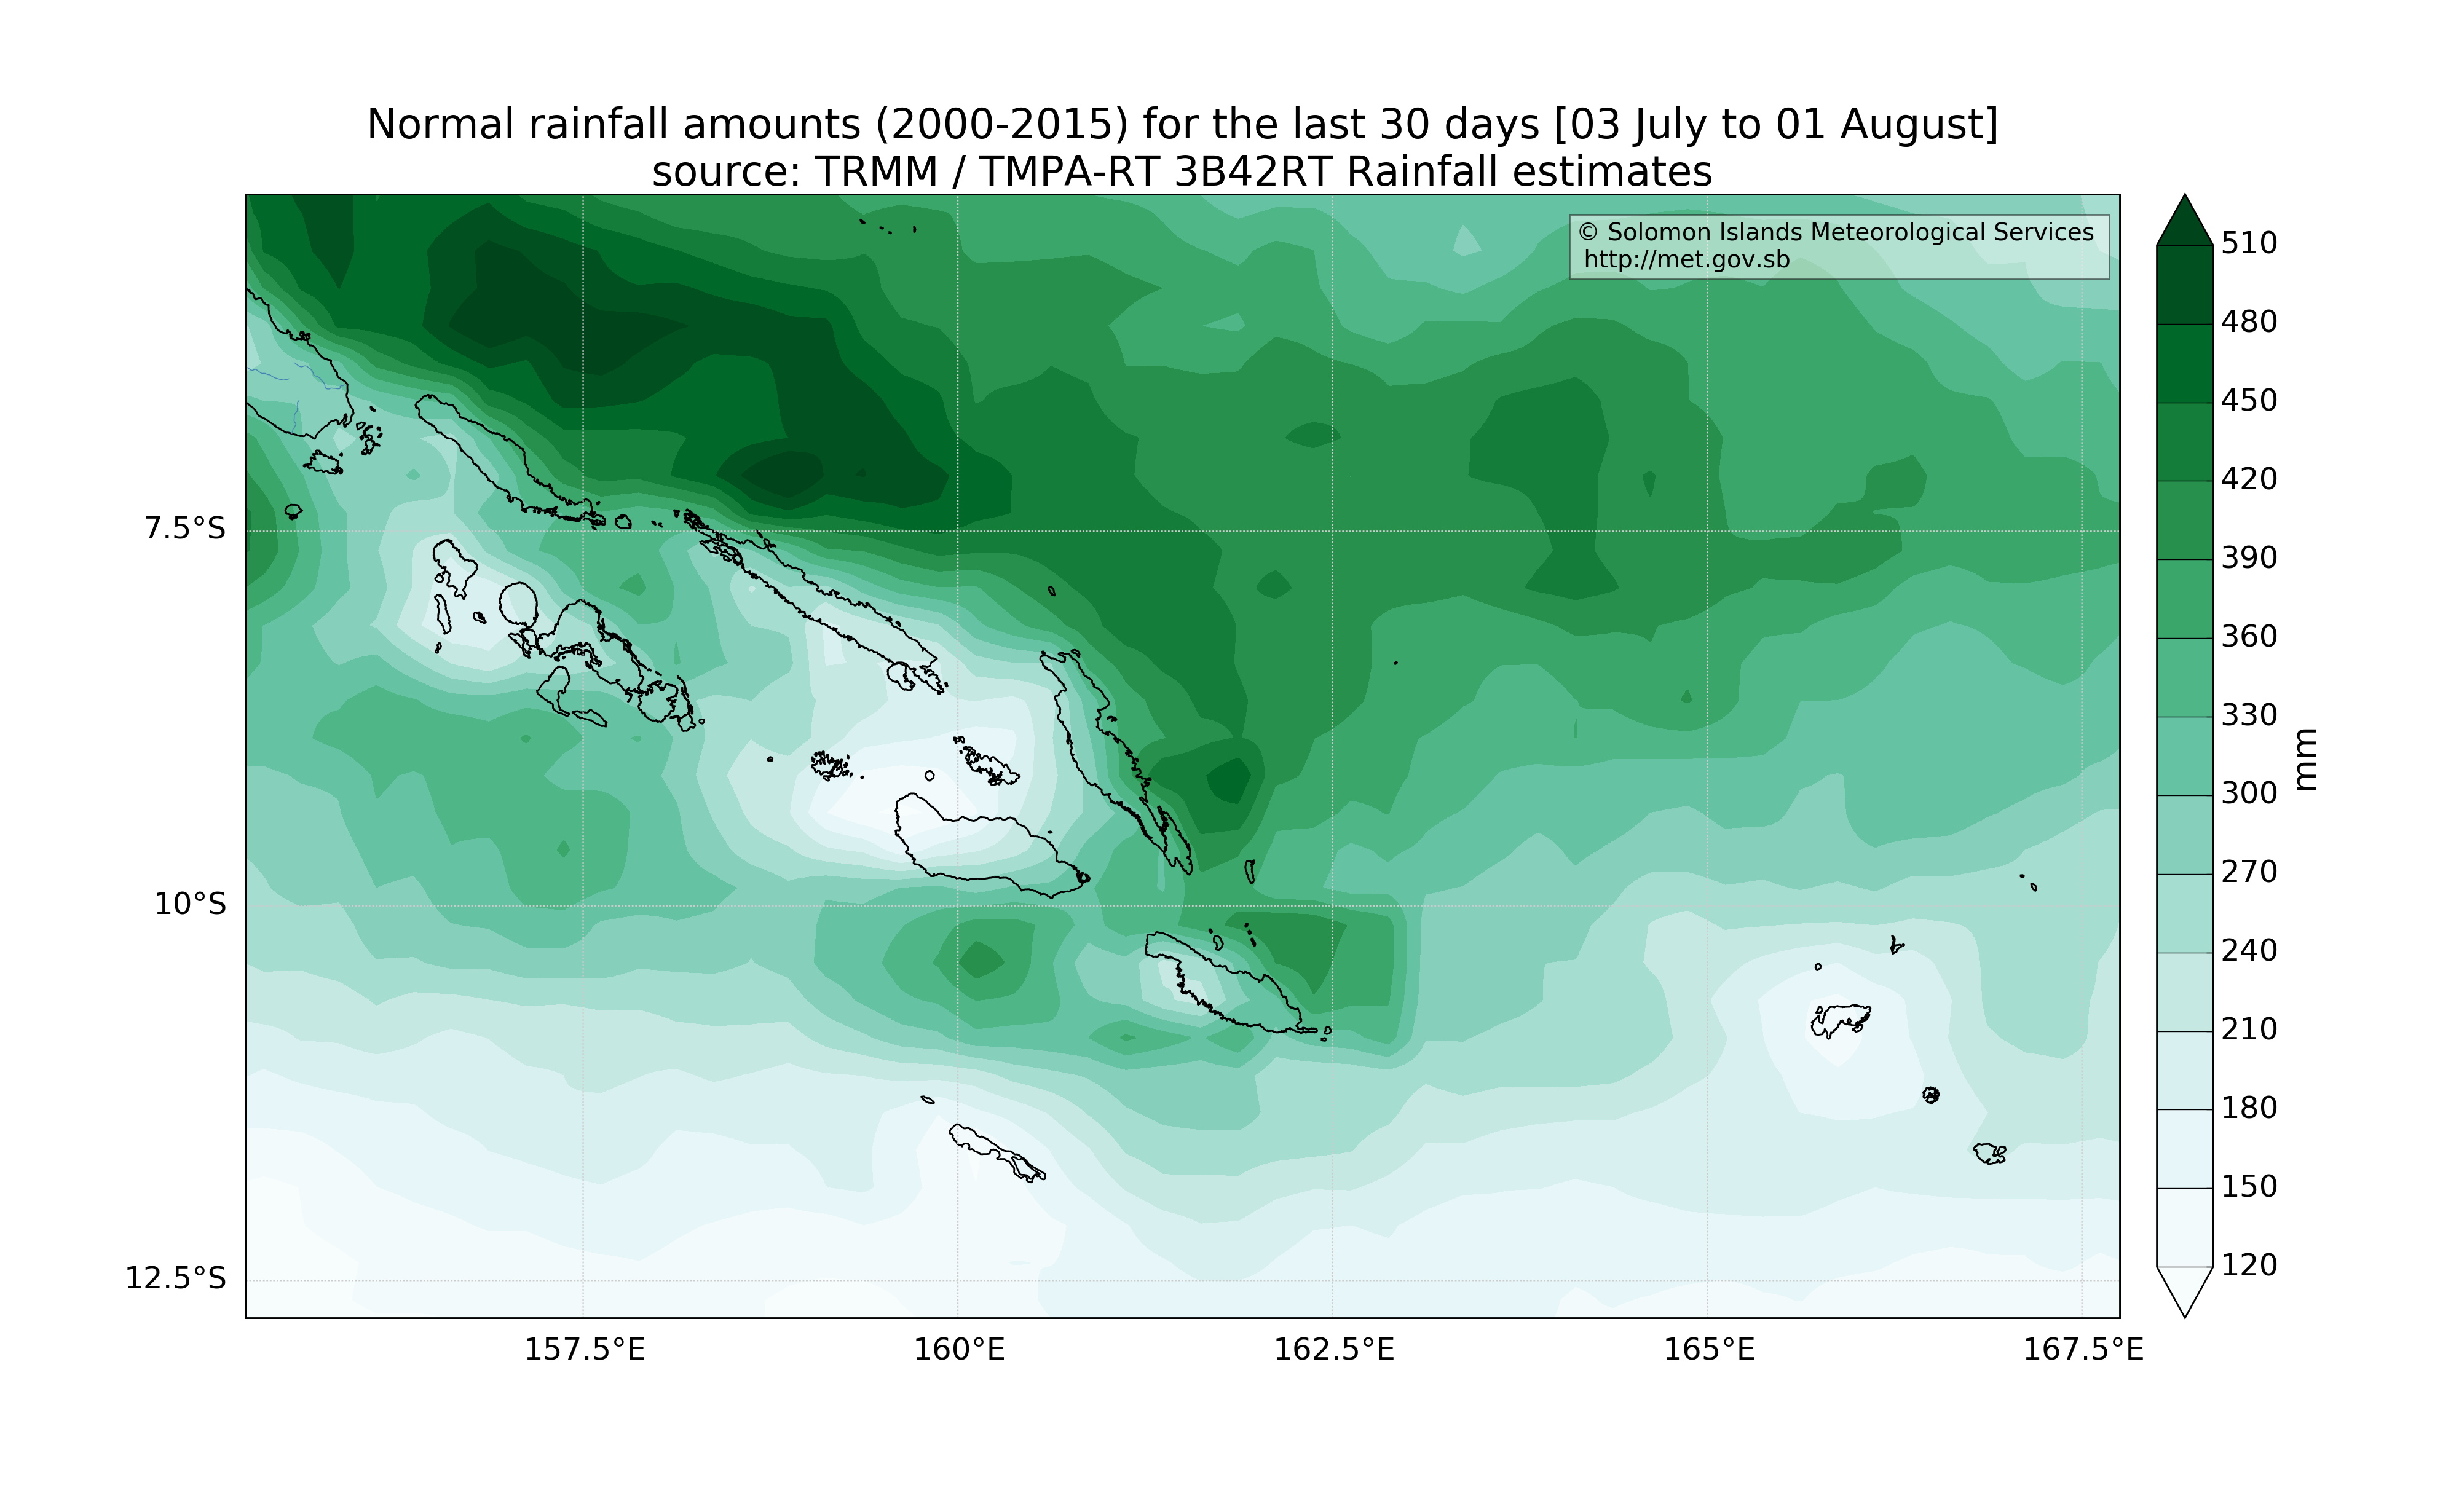 Normal rainfall amounts (2000-2015) for the last 30 days [03 July to 01 August]
source: TRMM / TMPA-RT 3B42RT Rainfall estimates
© Solomon Islands Meteorological Services
http://met.gov.sb
7.5°S
10°S
12.5°S
157.5°E
160°E
162.5°E
165°E
167.5°E
510
480
450
420
390
360
330
300
270
240
210
180
150
120
mm